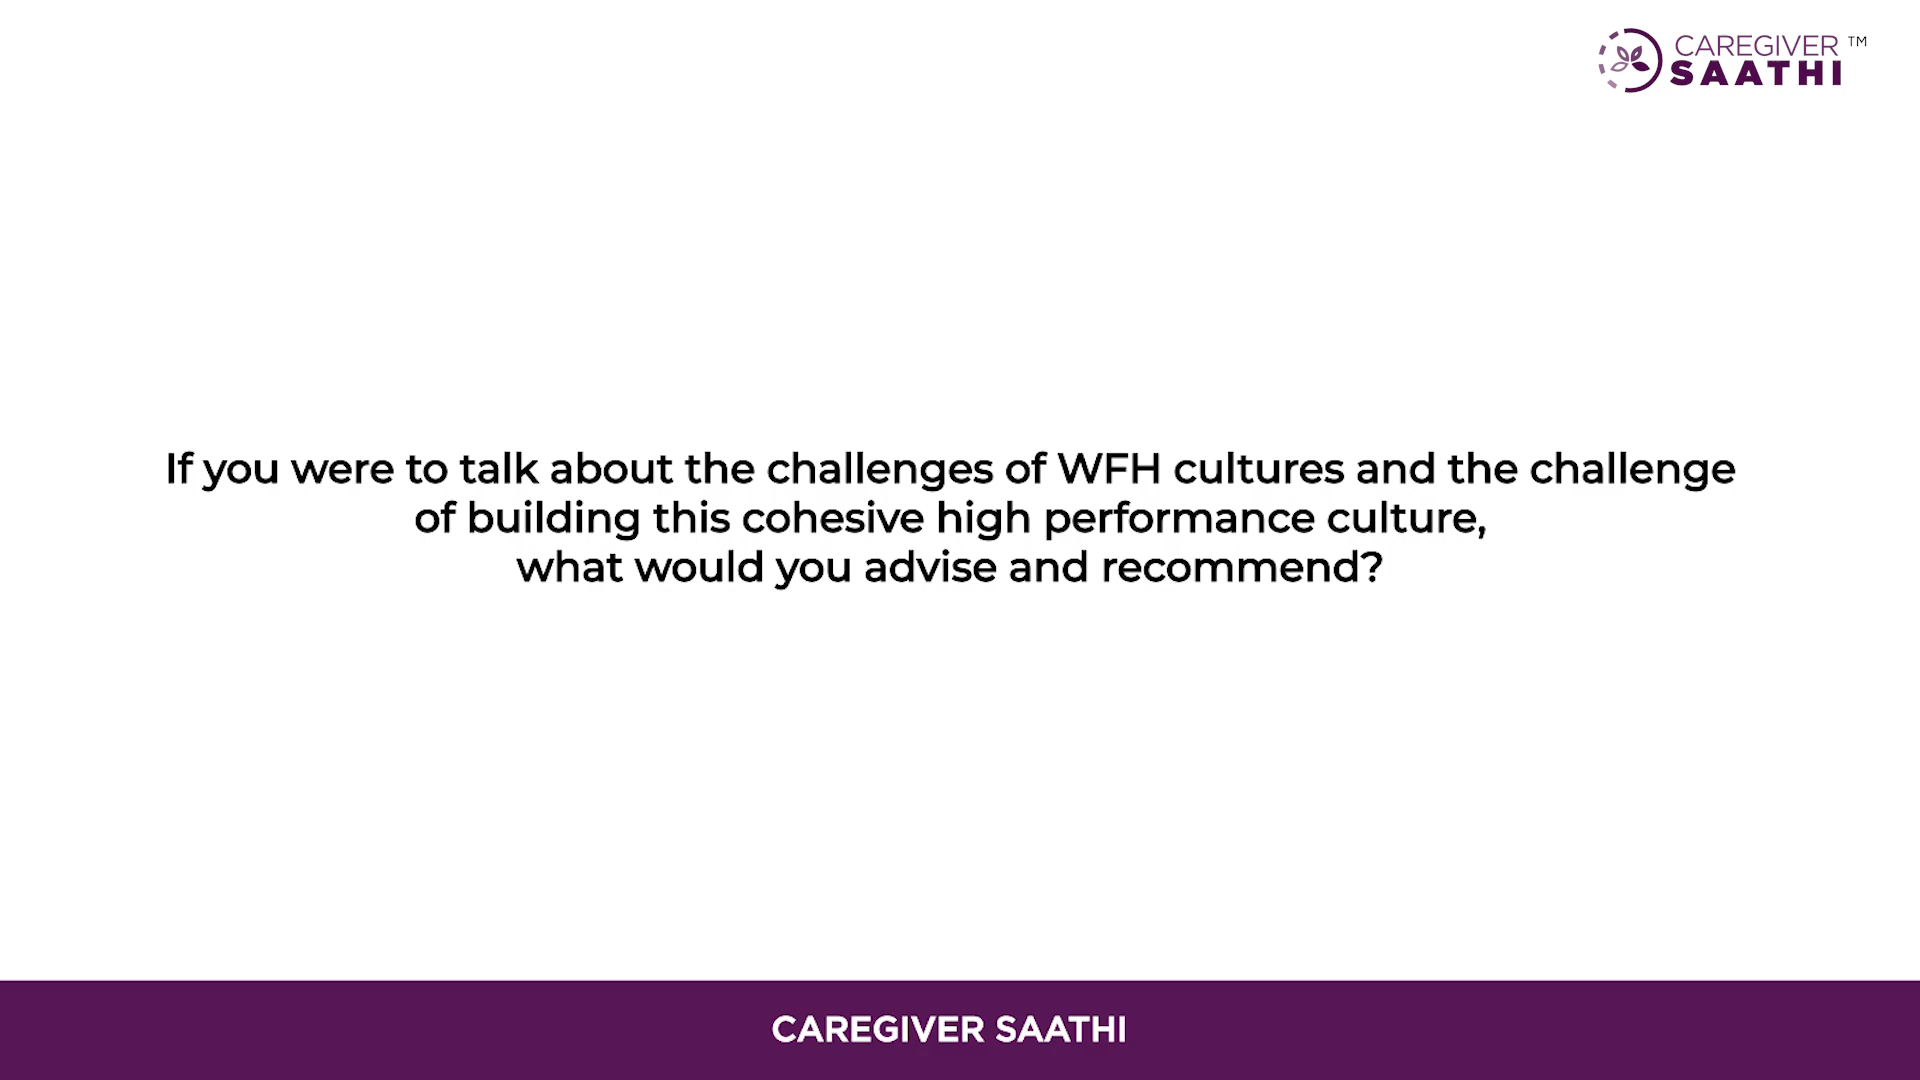 CAREGIVER ™
SAATHI
If you were to talk about the challenges of WFH cultures and the challenge
of building this cohesive high performance culture,
what would you advise and recommend?
CAREGIVER SAATHI